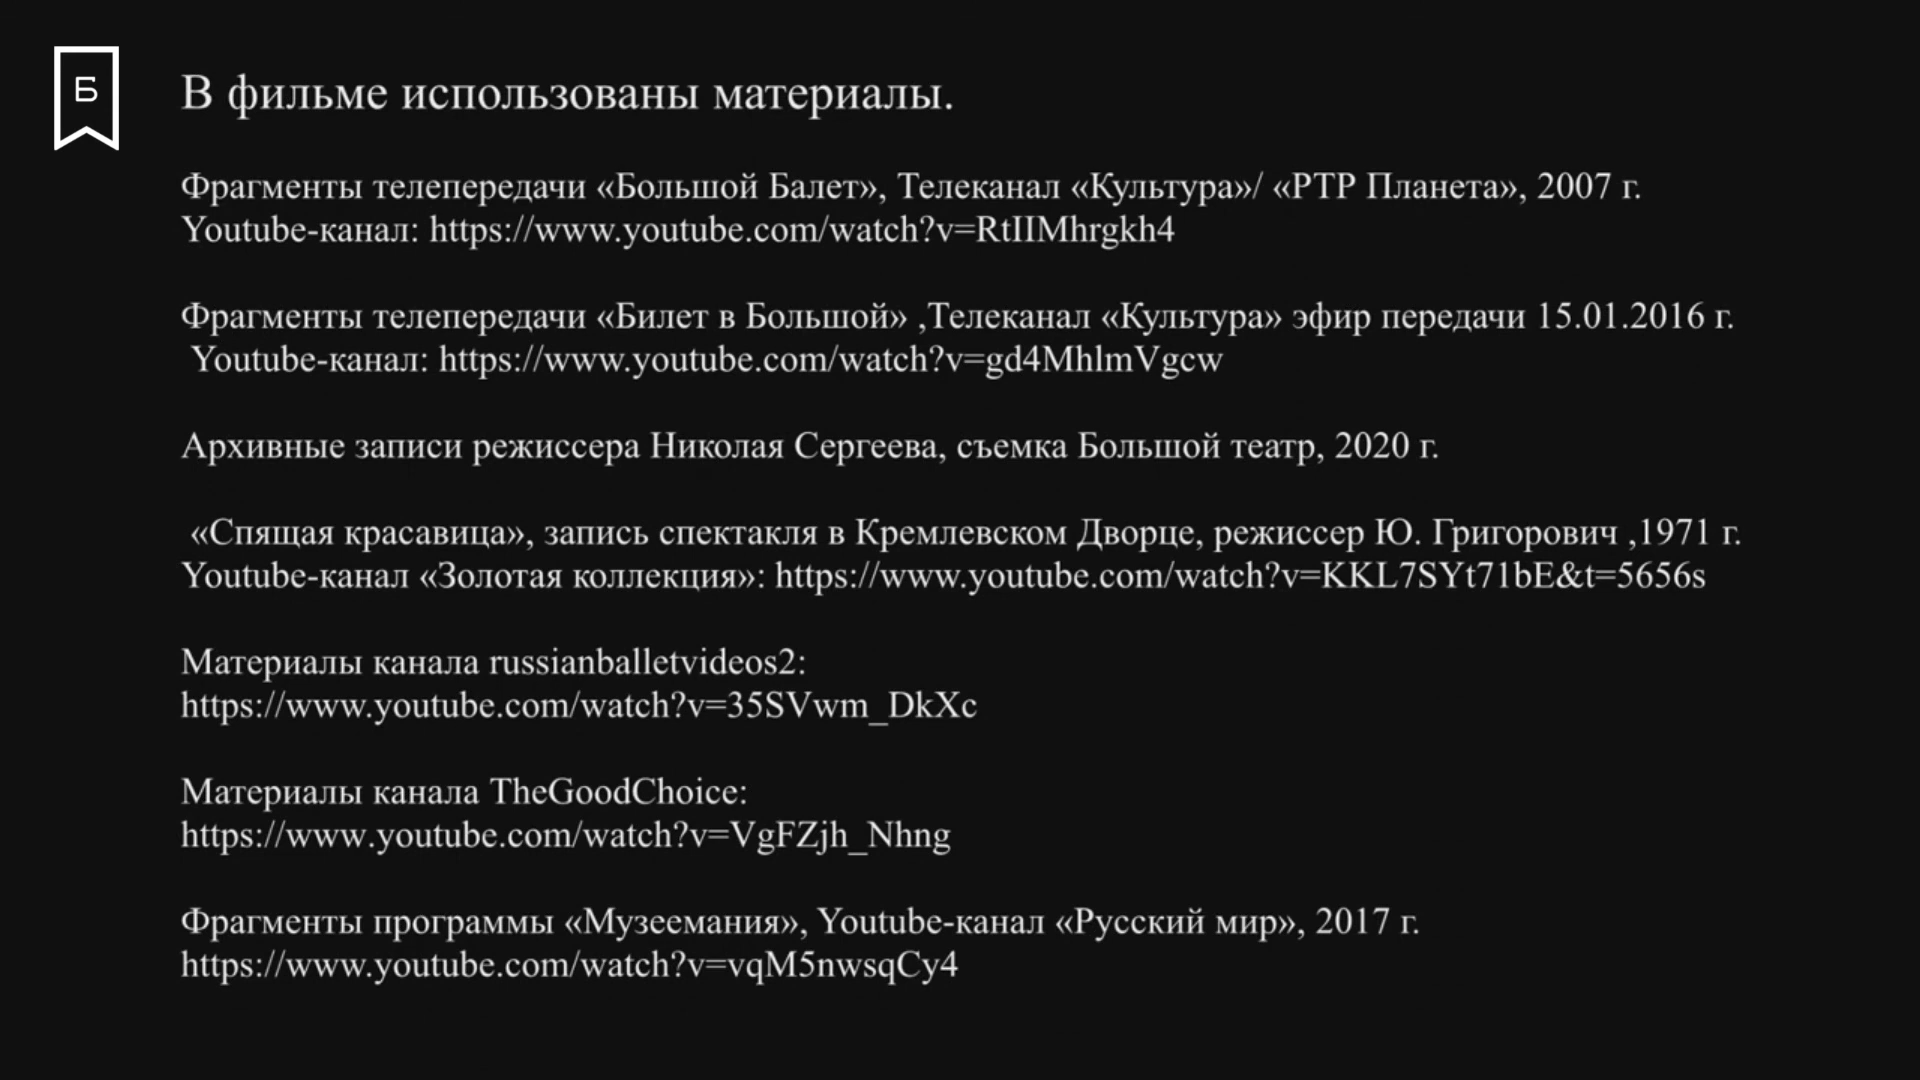 Б
В фильме использованы материалы.
Фрагменты телепередачи «Большой Балет», Телеканал «Культура»/ «РТР Планета», 2007 г.
Youtube-канал: https://www.youtube.com/watch?v=RtIIMhrgkh4
Фрагменты телепередачи «Билет в Большой» ,Телеканал «Культура» эфир передачи 15.01.2016 г.
Youtube-канал: https://www.youtube.com/watch?v=gd4MhlmVgcw
Архивные записи режиссера Николая Сергеева, съемка Большой театр, 2020 г.
«Спящая красавица», запись спектакля в Кремлевском Дворце, режиссер Ю. Григорович ,1971 г.
Youtube-канал «Золотая коллекция»: https://www.youtube.com/watch?v=KKL7SYt71bE&t=5656s
Материалы канала russianballetvideos2:
https://www.youtube.com/watch?v=35SVwm_DkXc
Материалы канала TheGoodChoice:
https://www.youtube.com/watch?v=VgFZjh_Nhng
Фрагменты программы «Музеемания», Youtube-канал «Русский мир», 2017 г.
https://www.youtube.com/watch?v=vqM5nwsqCy4